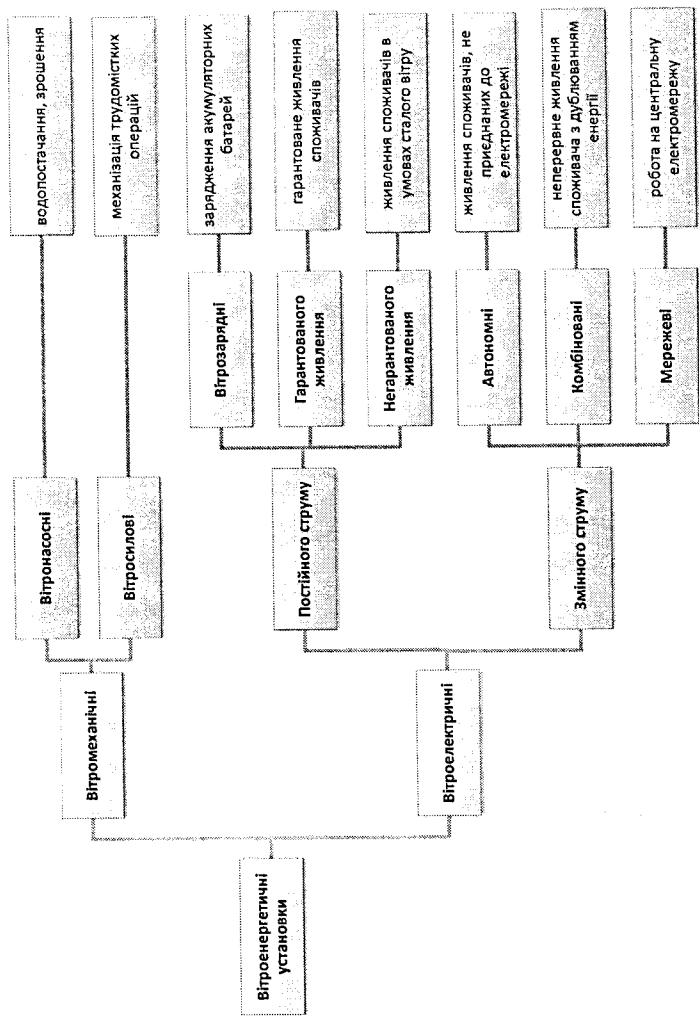 Вітроенергетичні
установки
Вітромеханічні
Вітронасосні
водопостачання, зрошення
Вітросилові
механізація трудомістких
операцій
Вітроелектричні
Постійного струму
Вітрозарядні
зарядження акумуляторних
батарей
Гарантованого
живлення
гарантоване живлення
споживачів
Негарантованого
живлення
живлення споживачів в
умовах сталого вітру
Змінного струму
Автономні
живлення споживачів, не
приєднаних до
електромережі
Комбіновані
неперервне живлення
споживача з дублюванням
енергії
Мережеві
робота на центральну
електромережу